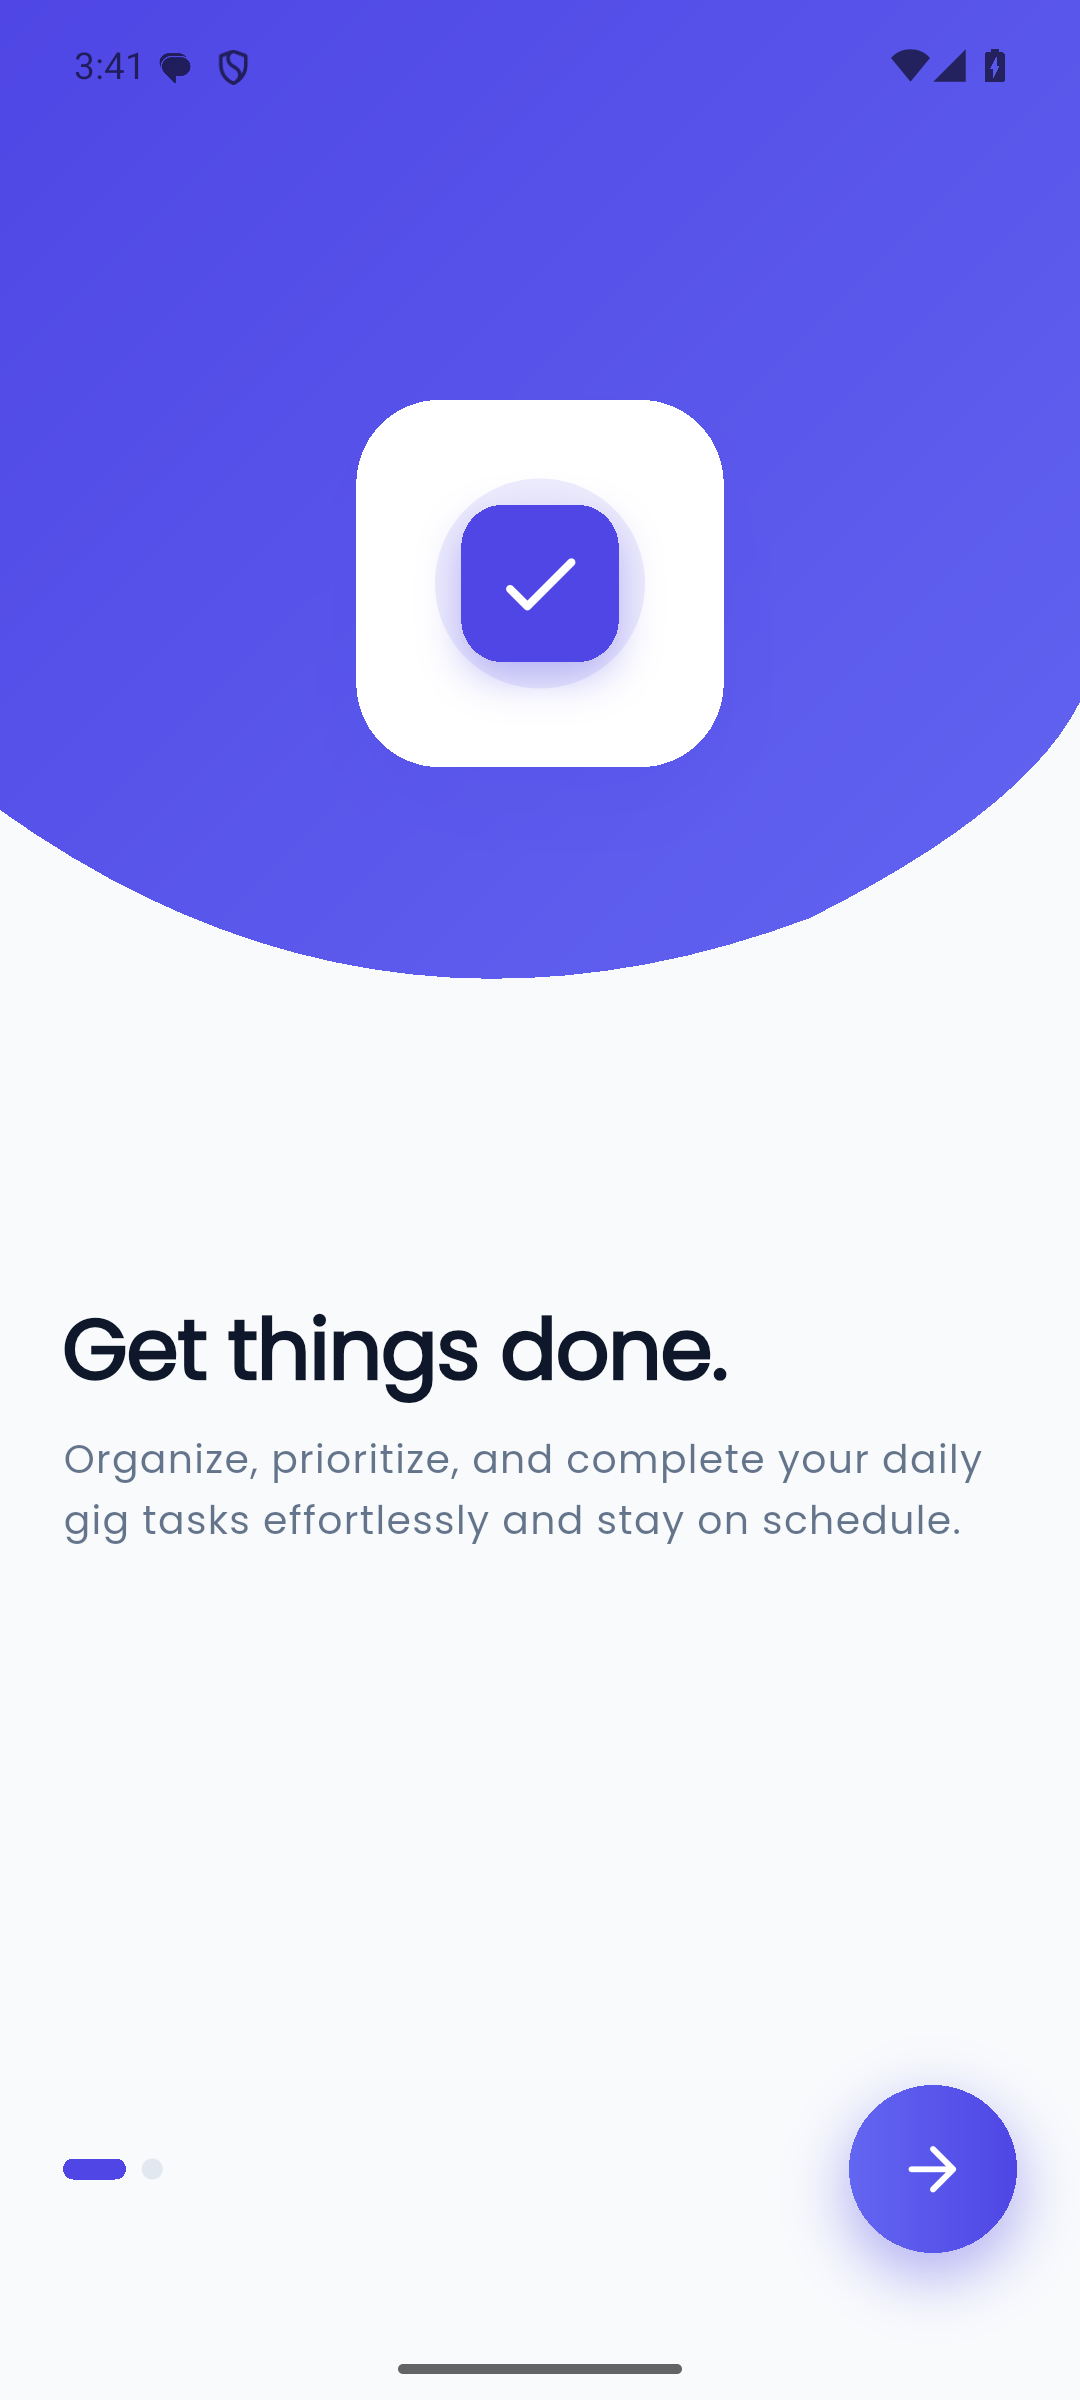 3:41
Get things done.
Organize, prioritize, and complete your daily
gig tasks effortlessly and stay on schedule.